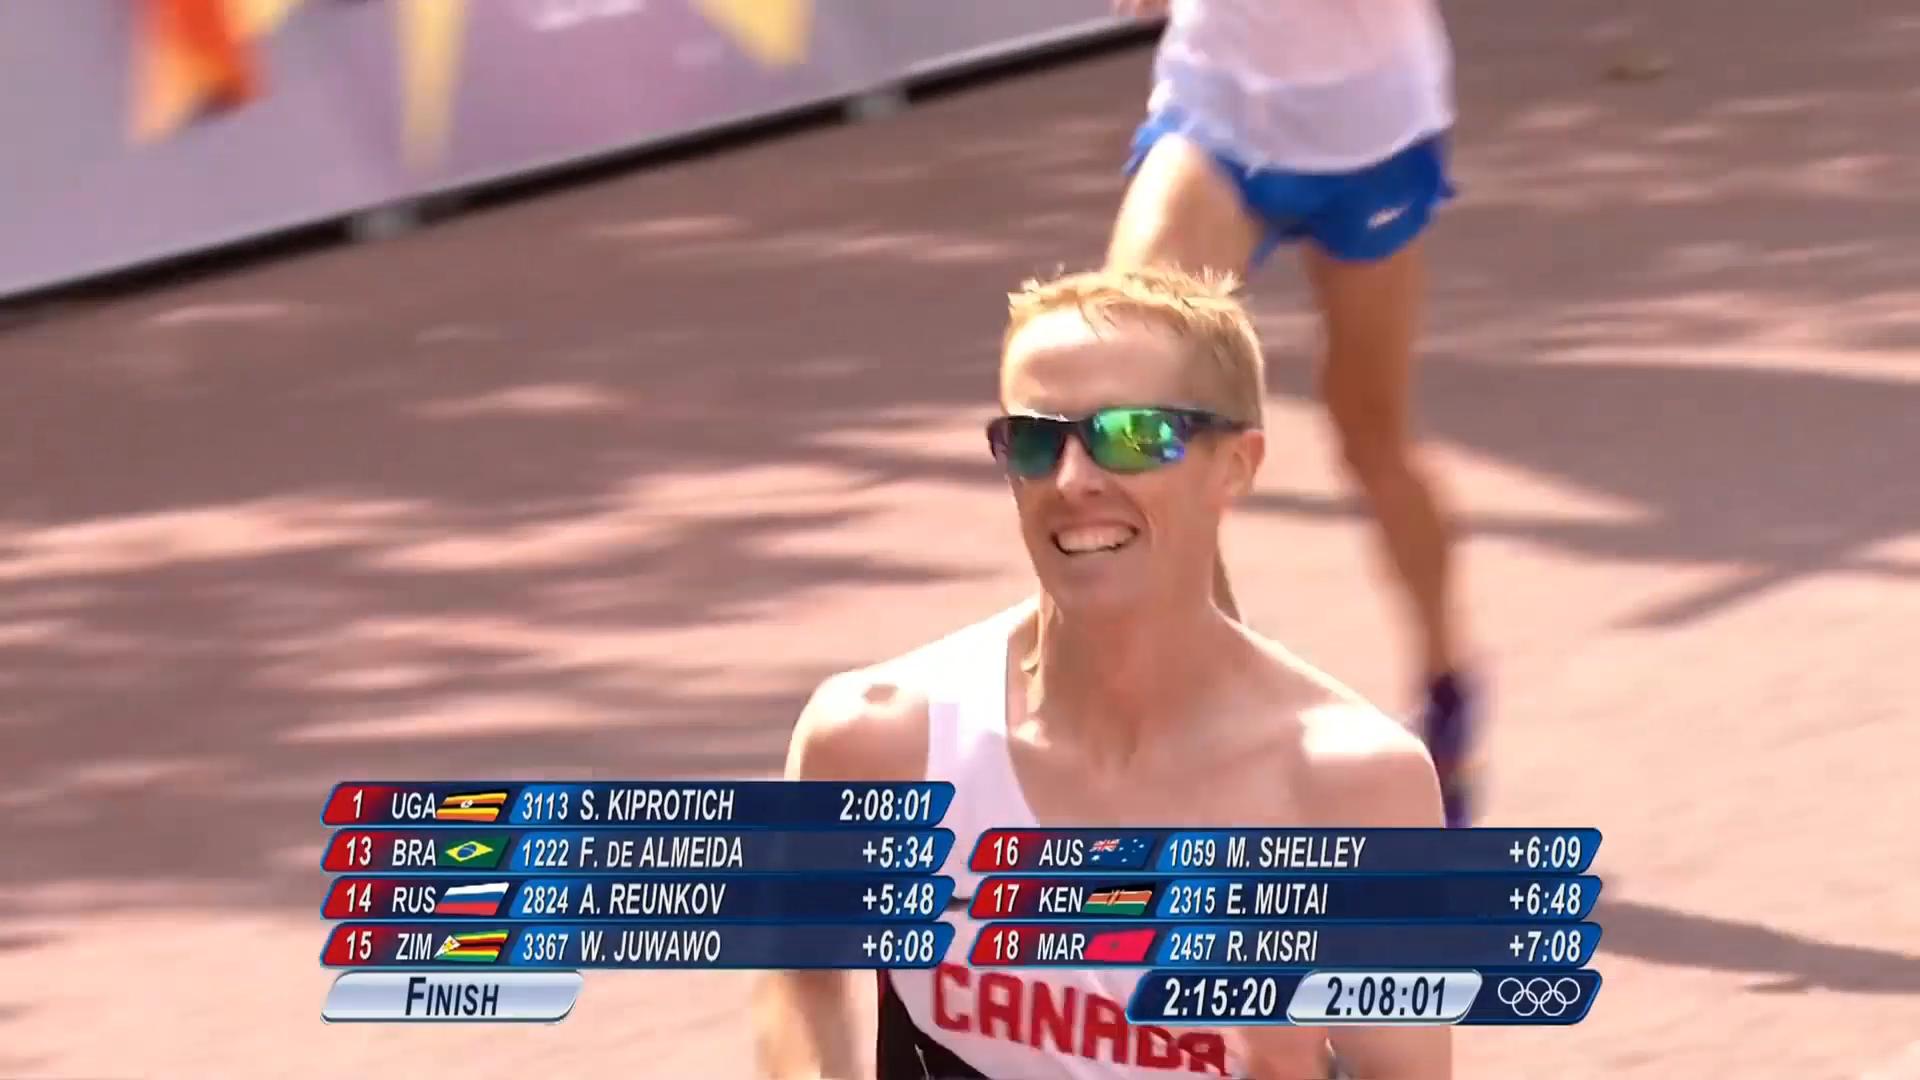 1 UGA 3113 S. KIPROTICH 2:08:01
13 BRA 1222 F. DE ALMEIDA +5:34
14 RUS 2824 A. REUNKOV +5:48
15 ZIM 3367 W. JUWAWO +6:08
16 AUS 1059 M. SHELLEY +6:09
17 KEN 2315 E. MUTAI +6:48
18 MAR 2457 R. KISRI +7:08
FINISH
2:15:20 2:08:01
CANADA